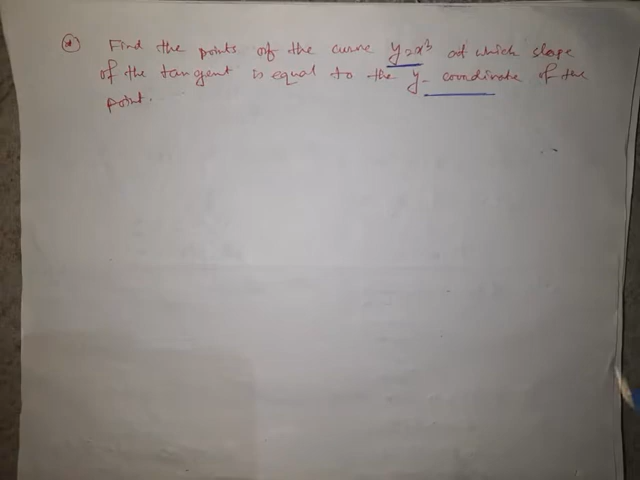 * Find the points of the curve y=x³ at which slope
of the tangent is equal to the y- coordinate of the
point.